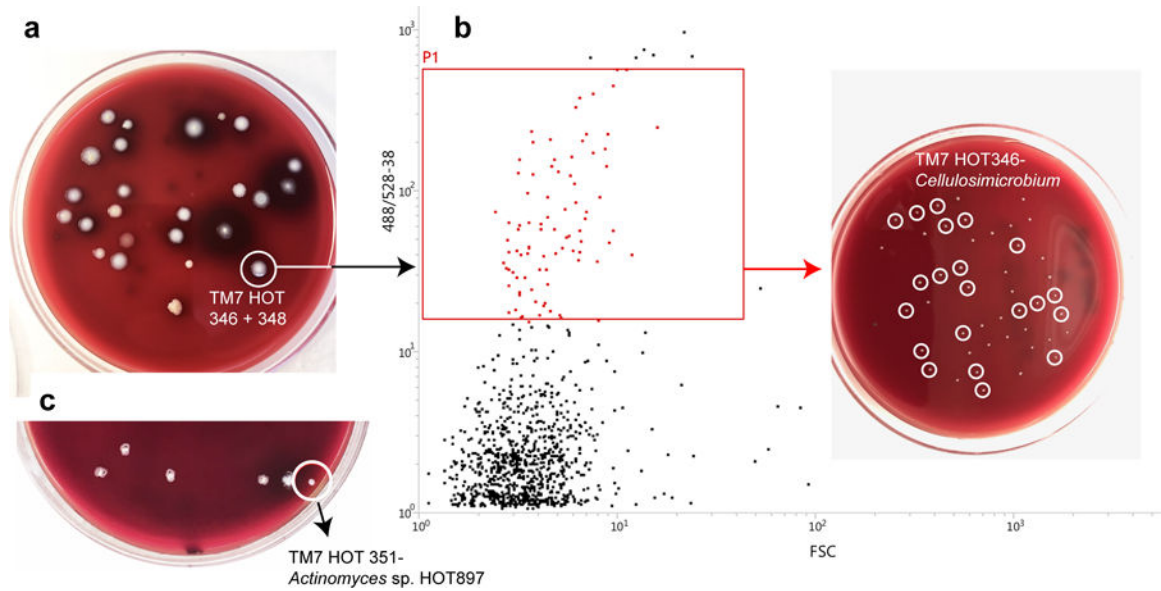 a
TM7 HOT
346 + 348
b
P1
488/528-38
10³
10²
10¹
10⁰
10⁰
10¹
10²
10³
FSC
TM7 HOT346-
Cellulosimicrobium
c
TM7 HOT 351-
Actinomyces sp. HOT897